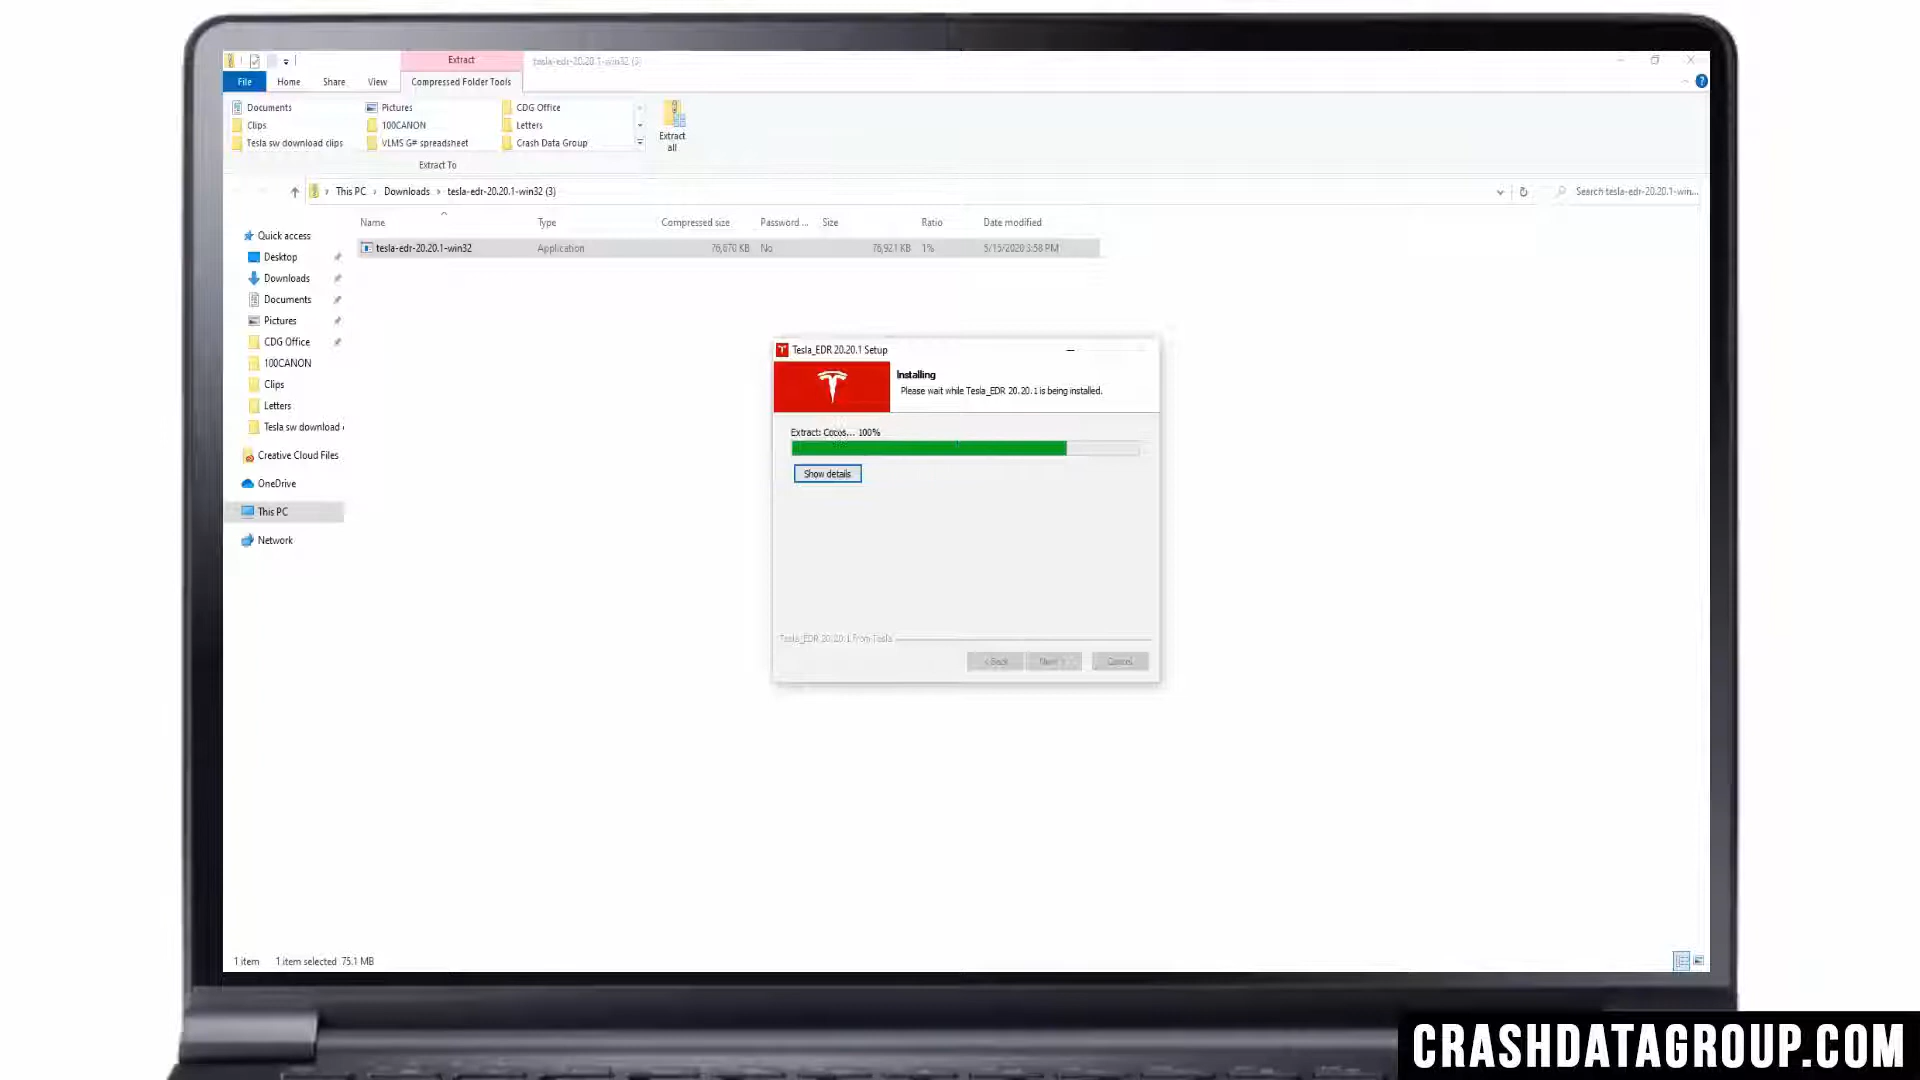 Extract
tesla-edr-20.20.1-win32 (3)
File Home Share View Compressed Folder Tools
Documents Pictures CDG Office
Clips 100CANON Letters
Tesla sw download clips VLMS G# spreadsheet Crash Data Group
Extract all
Extract To
This PC > Downloads > tesla-edr-20.20.1-win32 (3)
Search tesla-edr-20.20.1-win...
Name Type Compressed size Password ... Size Ratio Date modified
tesla-edr-20.20.1-win32 Application 76,670 KB No 76,921 KB 1% 5/15/2020 3:58 PM
Quick access
Desktop
Downloads
Documents
Pictures
CDG Office
100CANON
Clips
Letters
Tesla sw download
Creative Cloud Files
OneDrive
This PC
Network
Tesla_EDR 20.20.1 Setup
Installing
Please wait while Tesla_EDR 20.20.1 is being installed.
Extract: Cocos... 100%
Show details
Tesla_EDR 20.20.1 from Tesla
< Back Next > Cancel
1 item 1 item selected 75.1 MB
CRASHDATAGROUP.COM